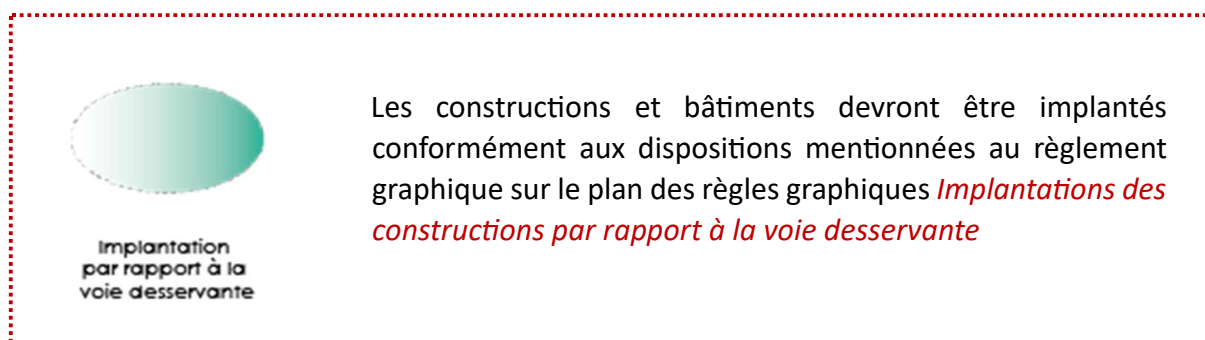 Les constructions et bâtiments devront être implantés
conformément aux dispositions mentionnées au règlement
graphique sur le plan des règles graphiques Implantations des
constructions par rapport à la voie desservante
Implantation
par rapport à la
voie desservante